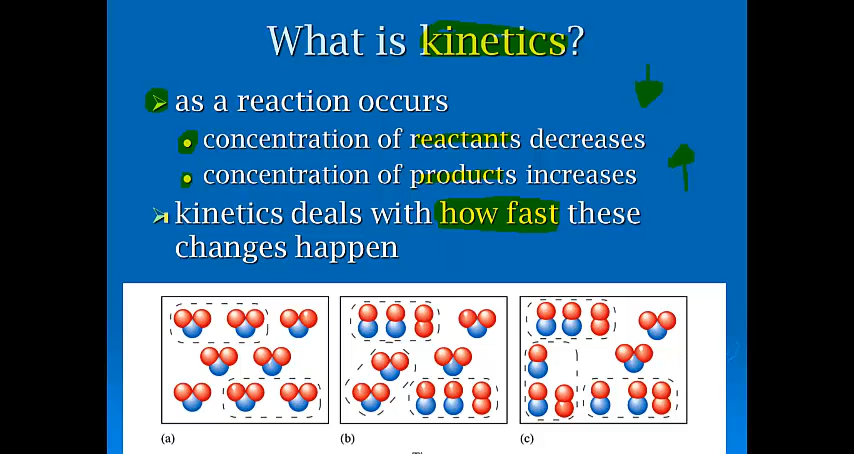 What is kinetics?
as a reaction occurs
concentration of reactants decreases
concentration of products increases
kinetics deals with how fast these
changes happen
(a) (b) (c)